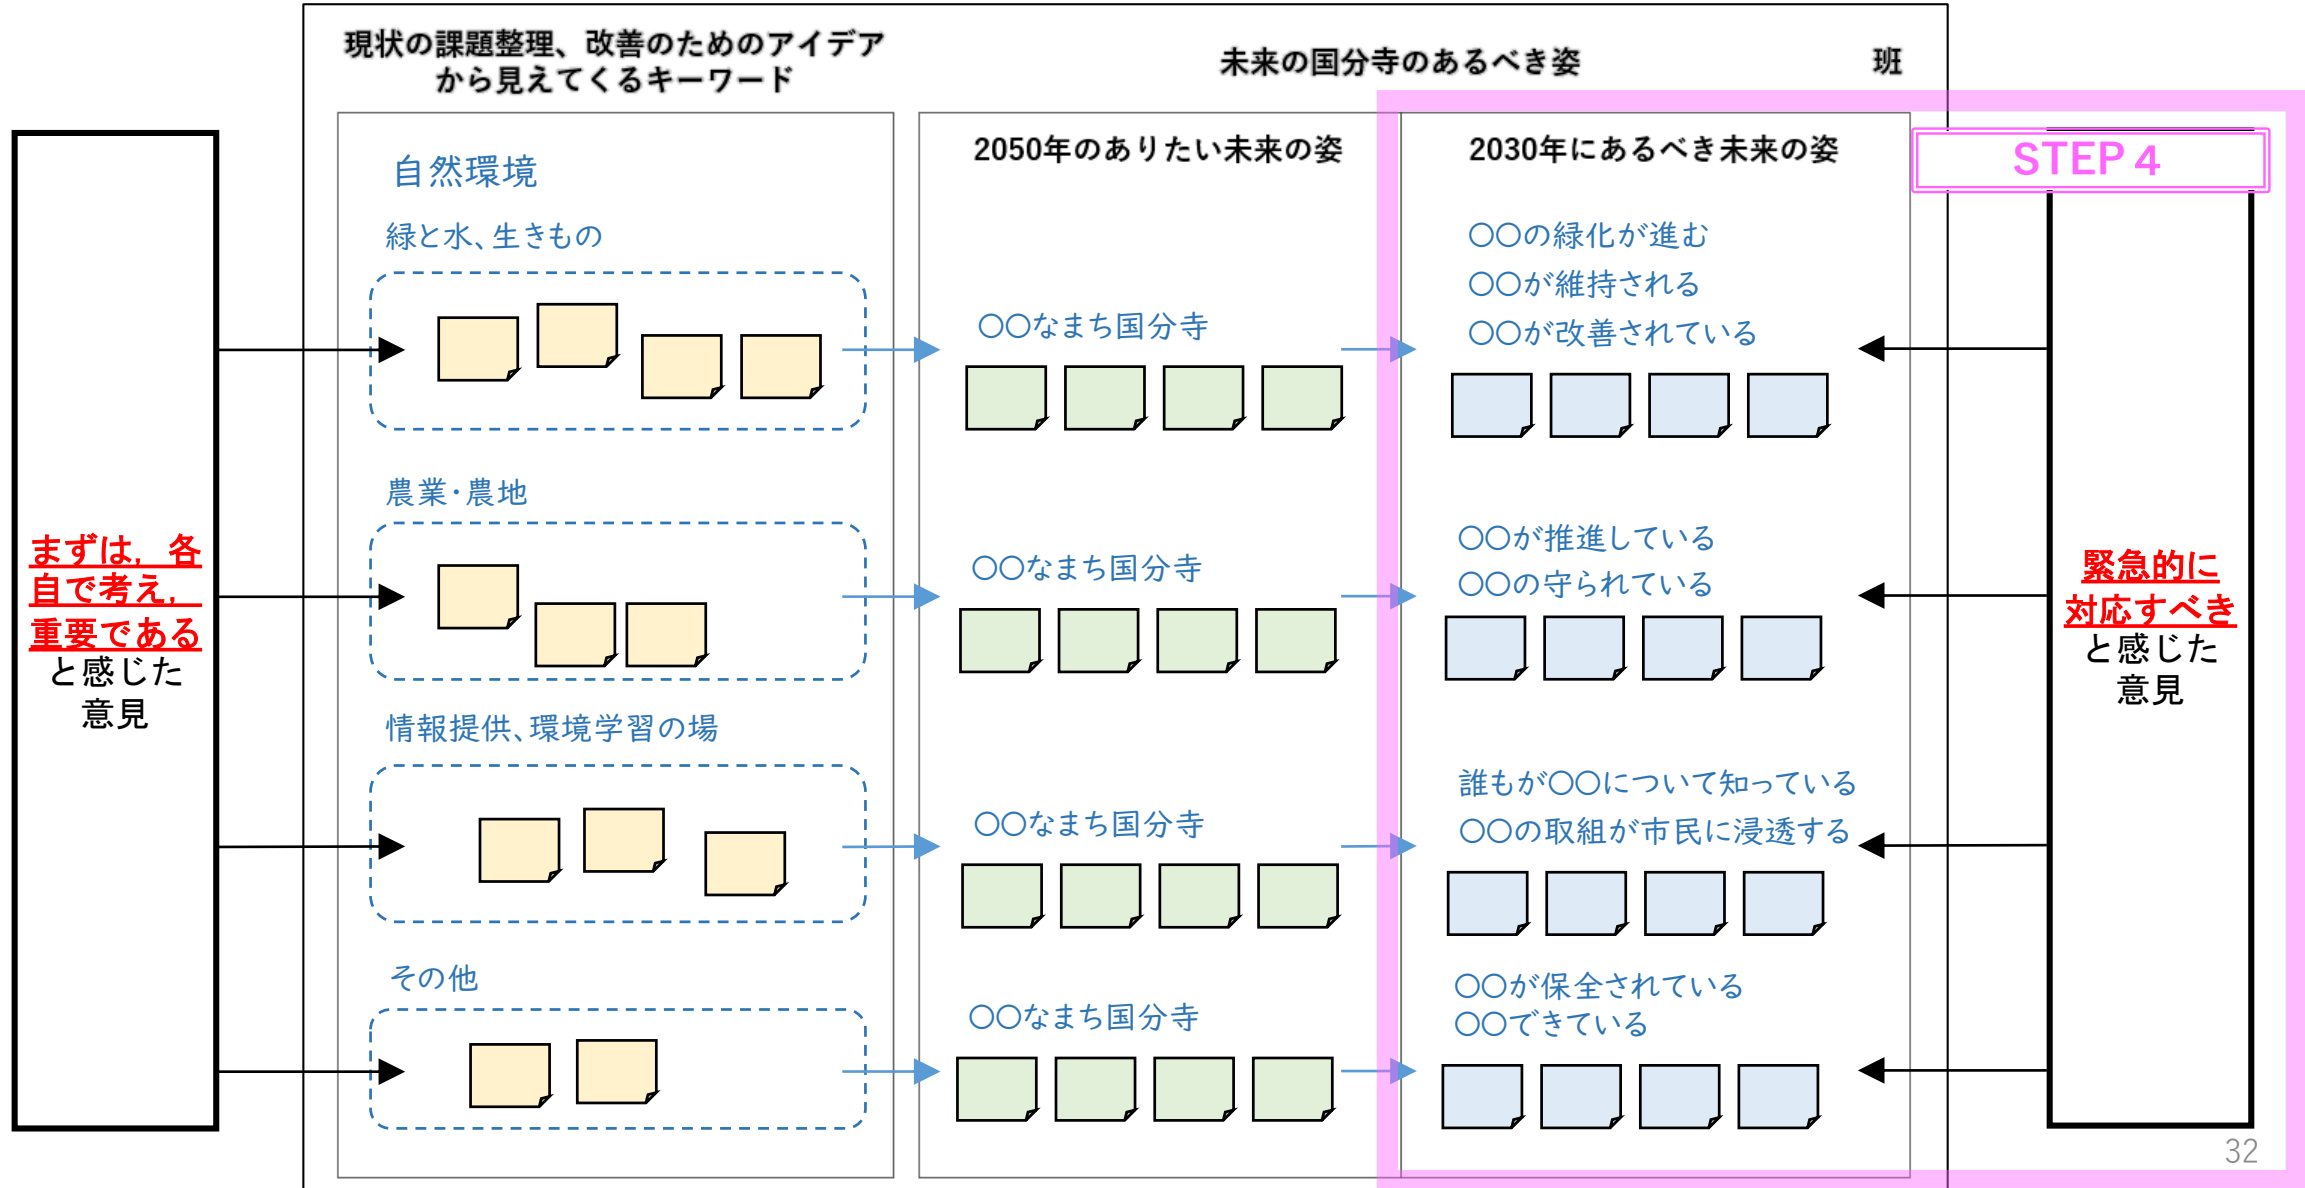 現状の課題整理、改善のためのアイデア
から見えてくるキーワード
未来の国分寺のあるべき姿
班
まずは，各
自で考え，
重要である
と感じた
意見
自然環境
緑と水、生きもの
農業・農地
情報提供、環境学習の場
その他
2050年のありたい未来の姿
〇〇なまち国分寺
〇〇なまち国分寺
〇〇なまち国分寺
〇〇なまち国分寺
2030年にあるべき未来の姿
〇〇の緑化が進む
〇〇が維持される
〇〇が改善されている
〇〇が推進している
〇〇の守られている
誰もが〇〇について知っている
〇〇の取組が市民に浸透する
〇〇が保全されている
〇〇できている
STEP４
緊急的に
対応すべき
と感じた
意見
32